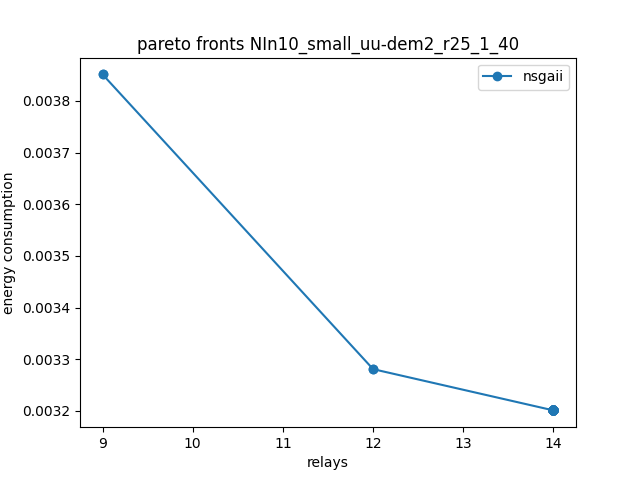 pareto fronts NIn10_small_uu-dem2_r25_1_40
nsgaii
energy consumption
0.0038
0.0037
0.0036
0.0035
0.0034
0.0033
0.0032
9 10 11 12 13 14
relays